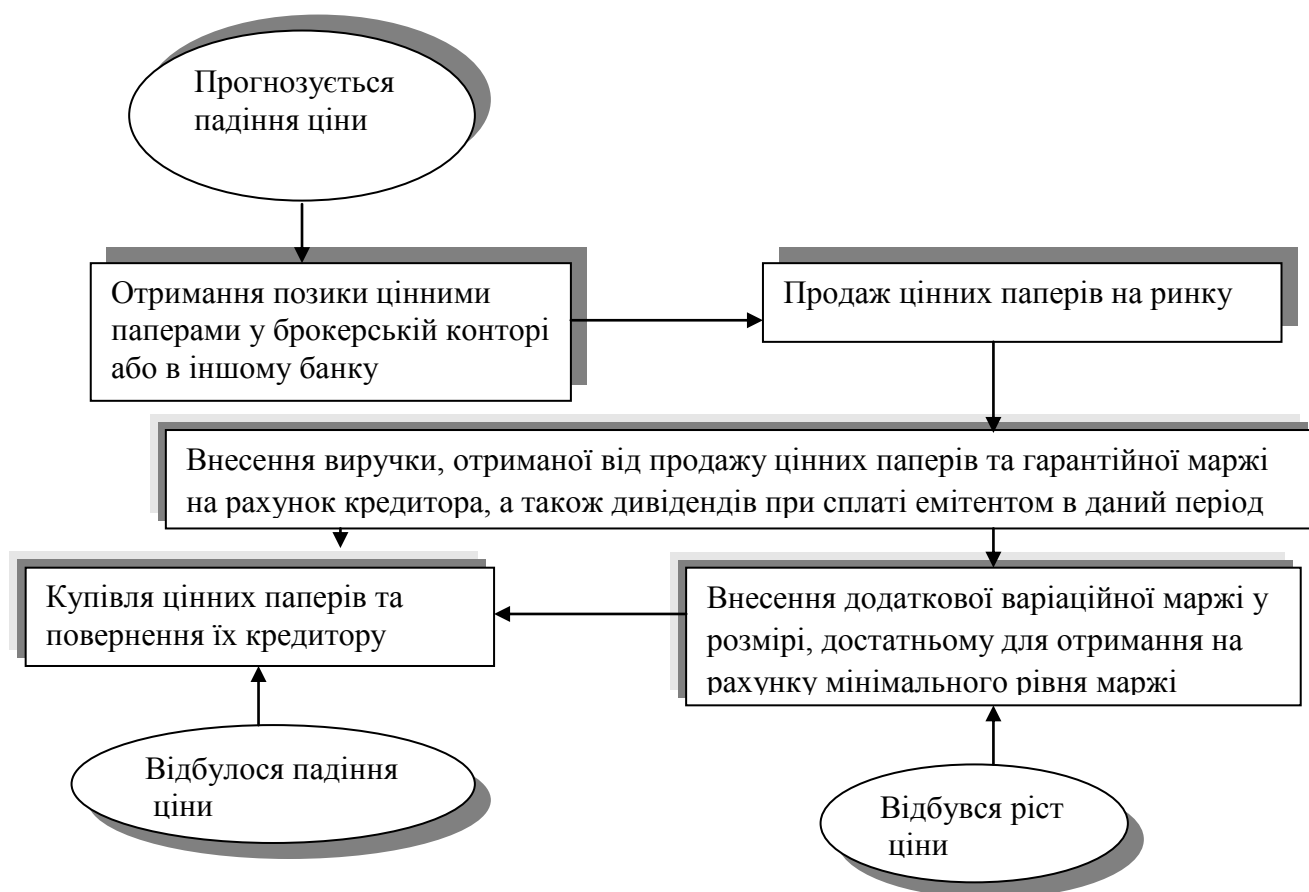 Прогнозується
падіння ціни
Отримання позики цінними
паперами у брокерській конторі
або в іншому банку
Продаж цінних паперів на ринку
Внесення виручки, отриманої від продажу цінних паперів та гарантійної маржі
на рахунок кредитора, а також дивідендів при сплаті емітентом в даний період
Купівля цінних паперів та
повернення їх кредитору
Внесення додаткової варіаційної маржі у
розмірі, достатньому для отримання на
рахунку мінімального рівня маржі
Відбулося падіння
ціни
Відбувся ріст
ціни